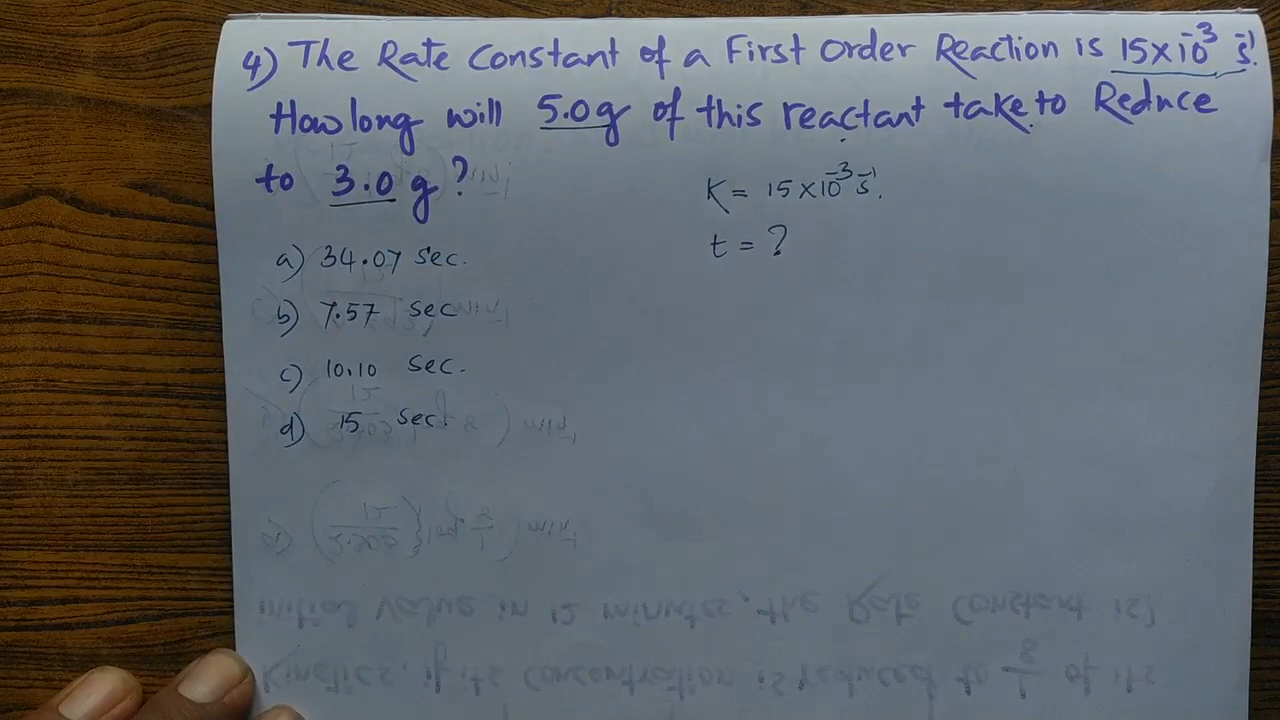 4) The Rate Constant of a First Order Reaction is 15×10⁻³ s⁻¹.
How long will 5.0g of this reactant take to Reduce
to 3.0 g?
K = 15×10⁻³ s⁻¹.
t = ?
a) 34.07 sec.
b) 7.57 sec
c) 10.10 sec.
d) 15 sec.